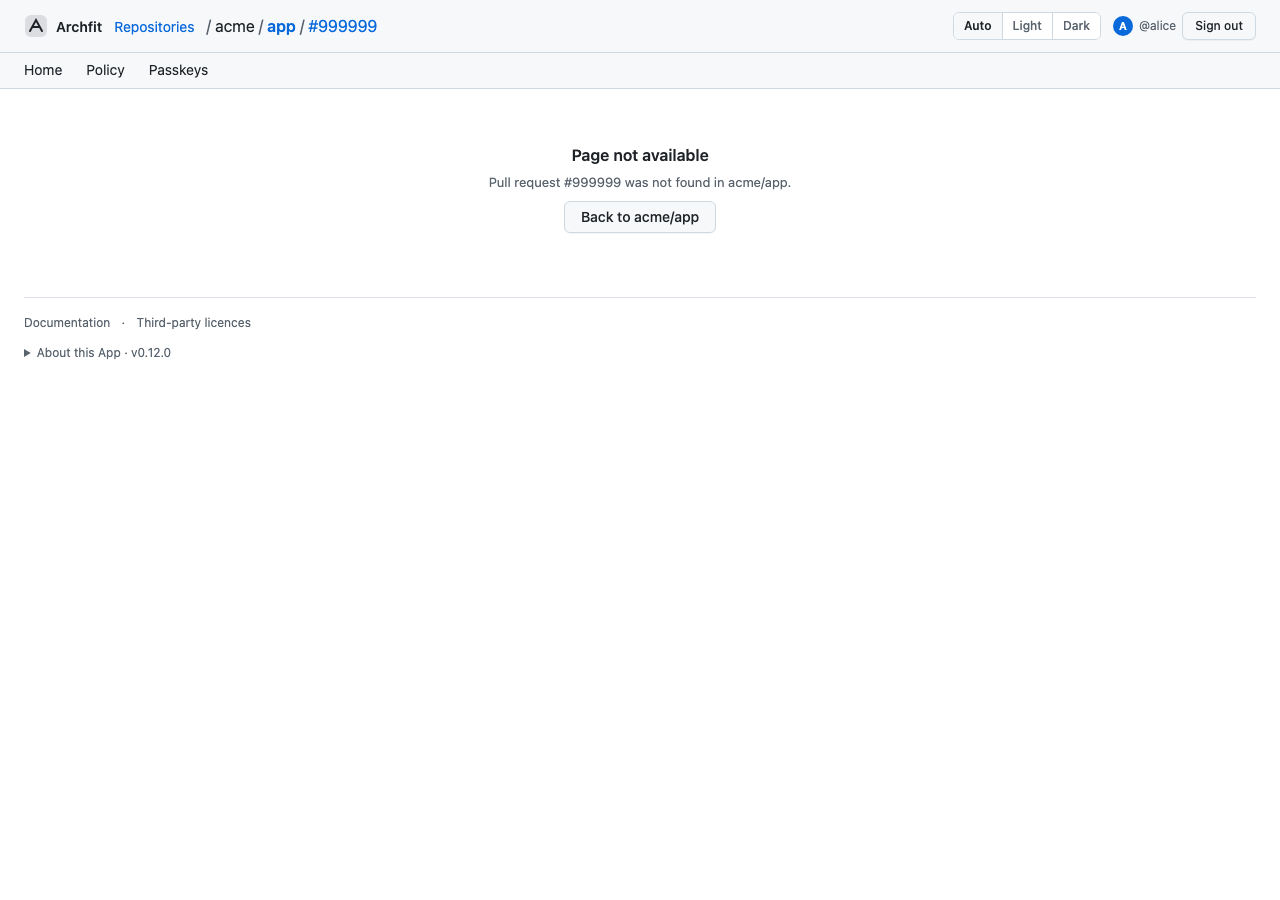 Archfit Repositories / acme / app / #999999 Auto Light Dark A @alice Sign out
Home Policy Passkeys
Page not available
Pull request #999999 was not found in acme/app.
Back to acme/app
Documentation · Third-party licences
About this App · v0.12.0